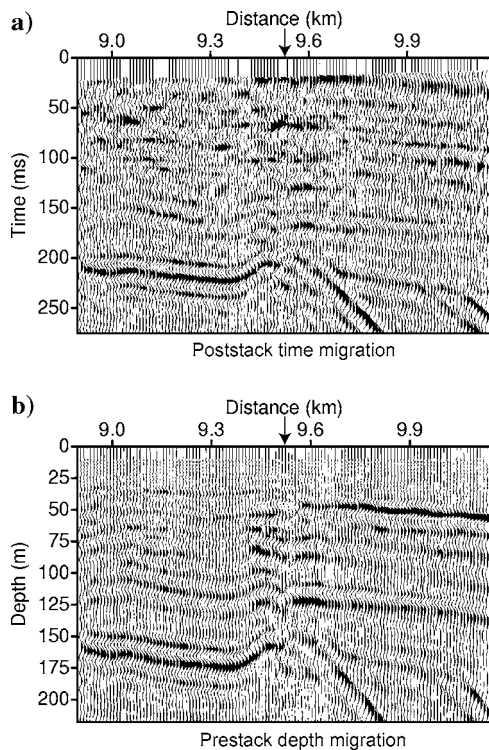 a)
Distance (km)
9.0 9.3 9.6 9.9
0
50
100
150
200
250
Time (ms)
Poststack time migration
b)
Distance (km)
9.0 9.3 9.6 9.9
0
25
50
75
100
125
150
175
200
Depth (m)
Prestack depth migration